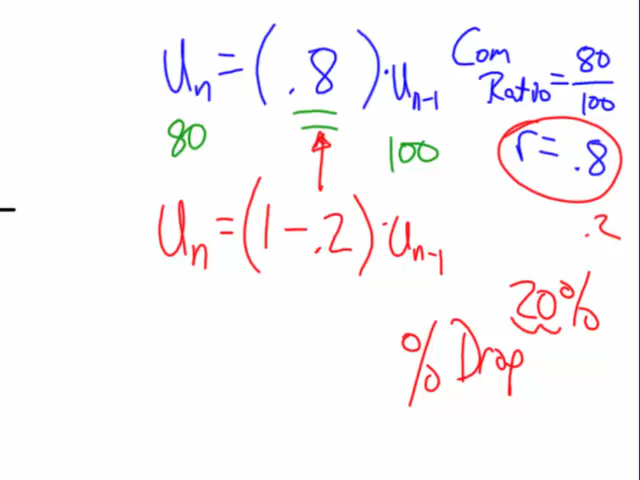 Uₙ = (.8)·Uₙ₋₁
80 100
Com
Ratio = 80/100
r = .8
.2
Uₙ = (1 - .2)·Uₙ₋₁
20%
% Drop